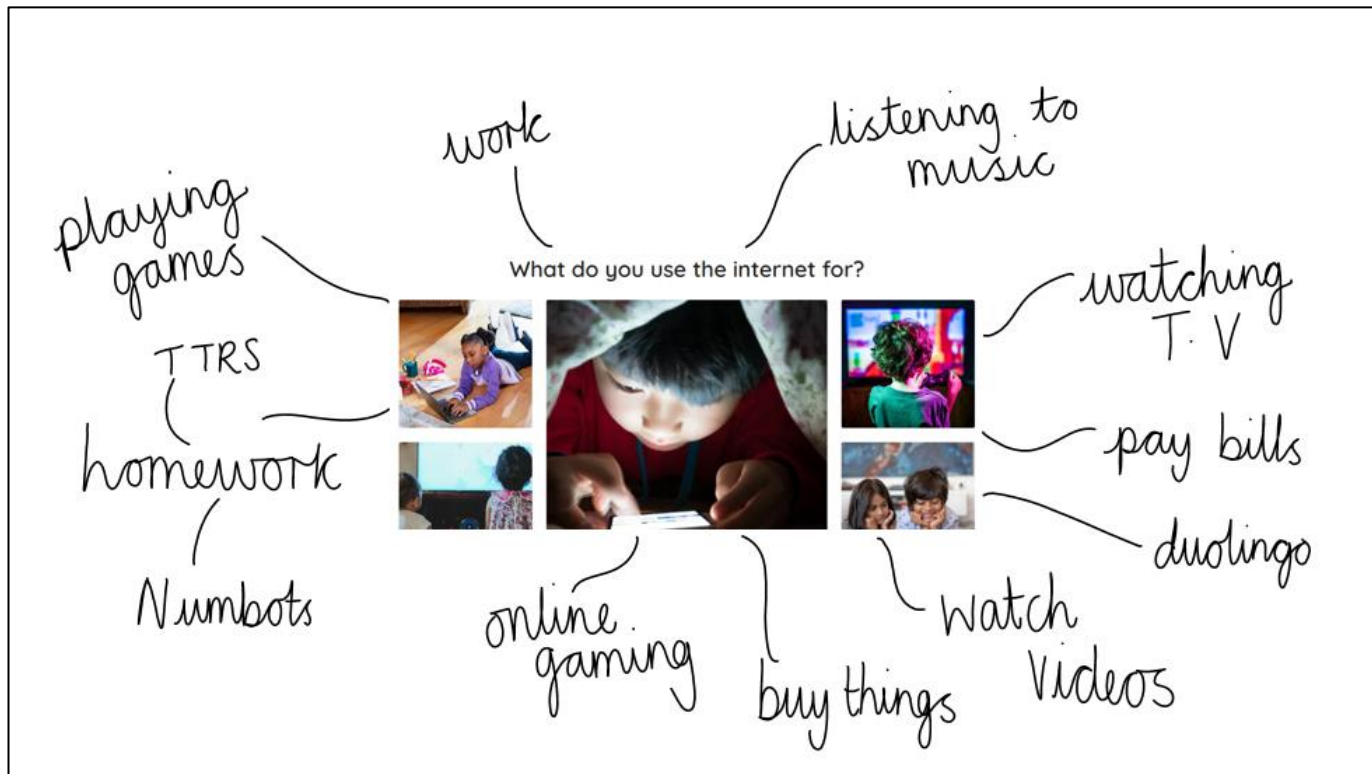 work
listening to
music
playing
games
What do you use the internet for?
watching
T.V
TTRS
homework
pay bills
duolingo
Numbots
online
gaming
watch
videos
buy things